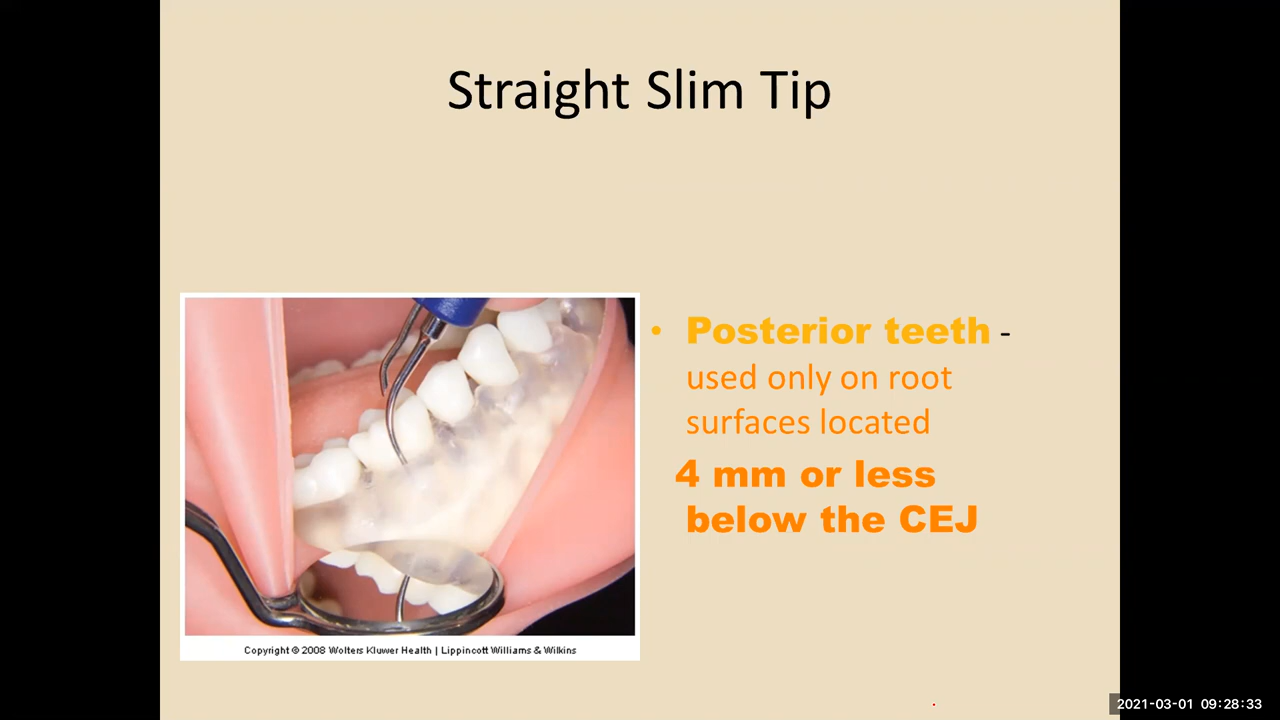 Straight Slim Tip
• Posterior teeth -
used only on root
surfaces located
4 mm or less
below the CEJ
Copyright © 2008 Wolters Kluwer Health | Lippincott Williams & Wilkins
2021-03-01 09:28:33